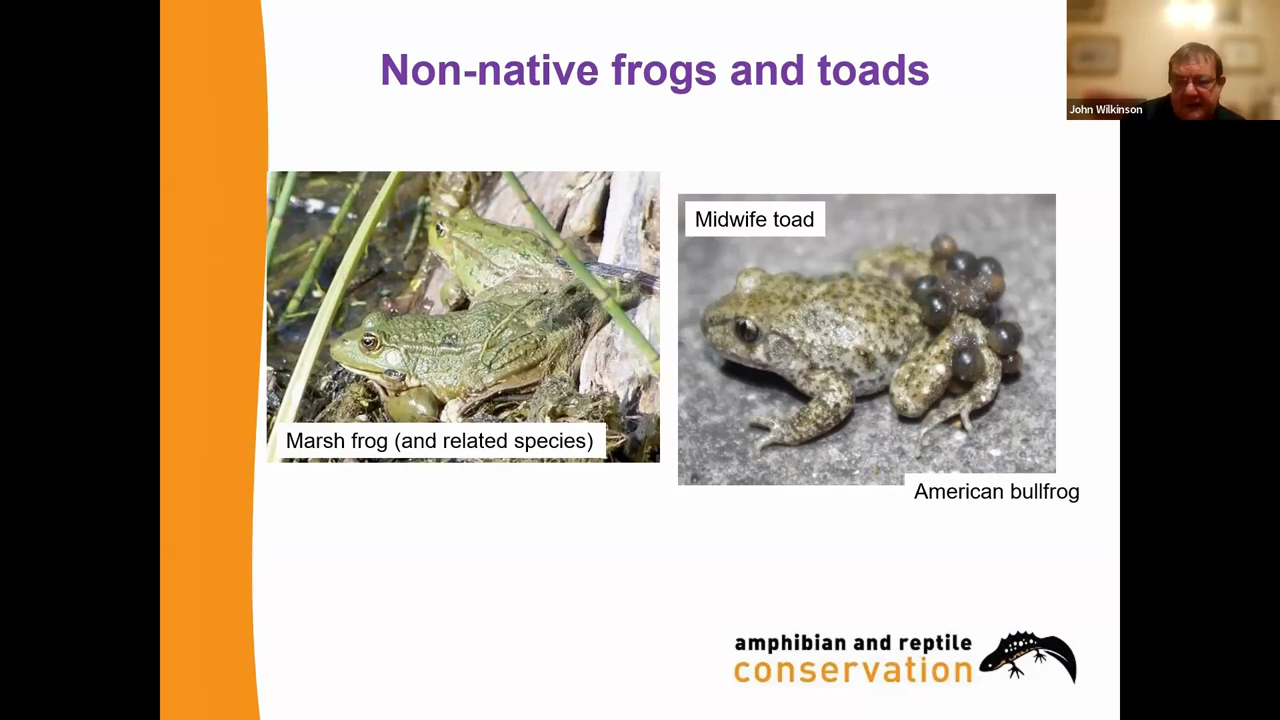 Non-native frogs and toads
John Wilkinson
Midwife toad
Marsh frog (and related species)
American bullfrog
amphibian and reptile
conservation